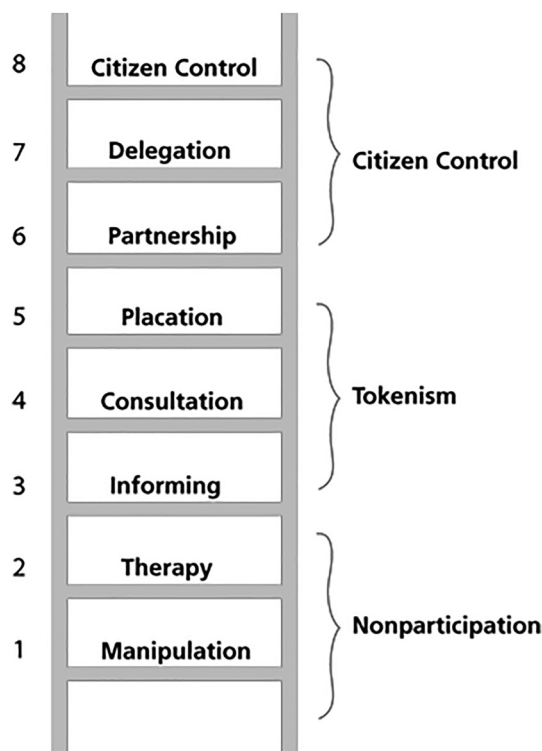 8 Citizen Control
7 Delegation
Citizen Control
6 Partnership
5 Placation
4 Consultation
Tokenism
3 Informing
2 Therapy
Nonparticipation
1 Manipulation